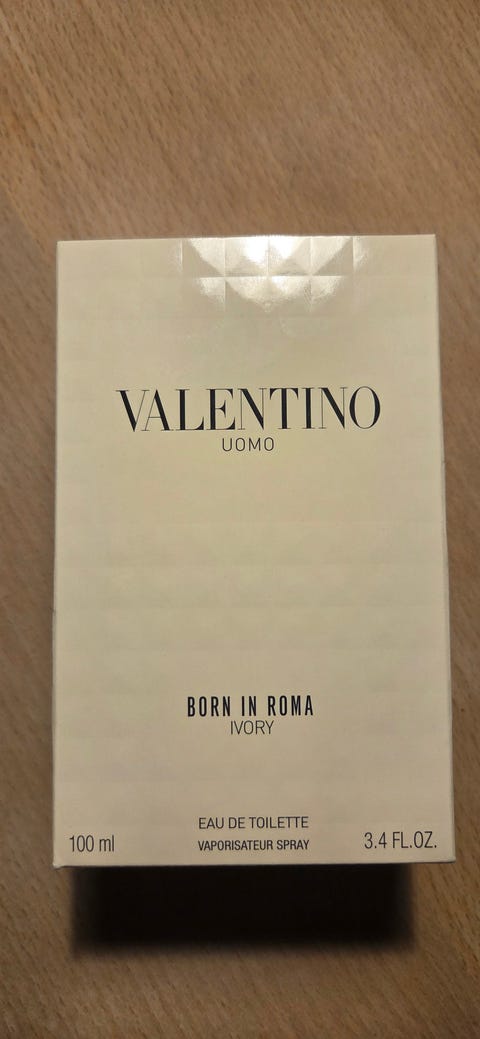 VALENTINO
UOMO
BORN IN ROMA
IVORY
EAU DE TOILETTE
100 ml VAPORISATEUR SPRAY 3.4 FL.OZ.